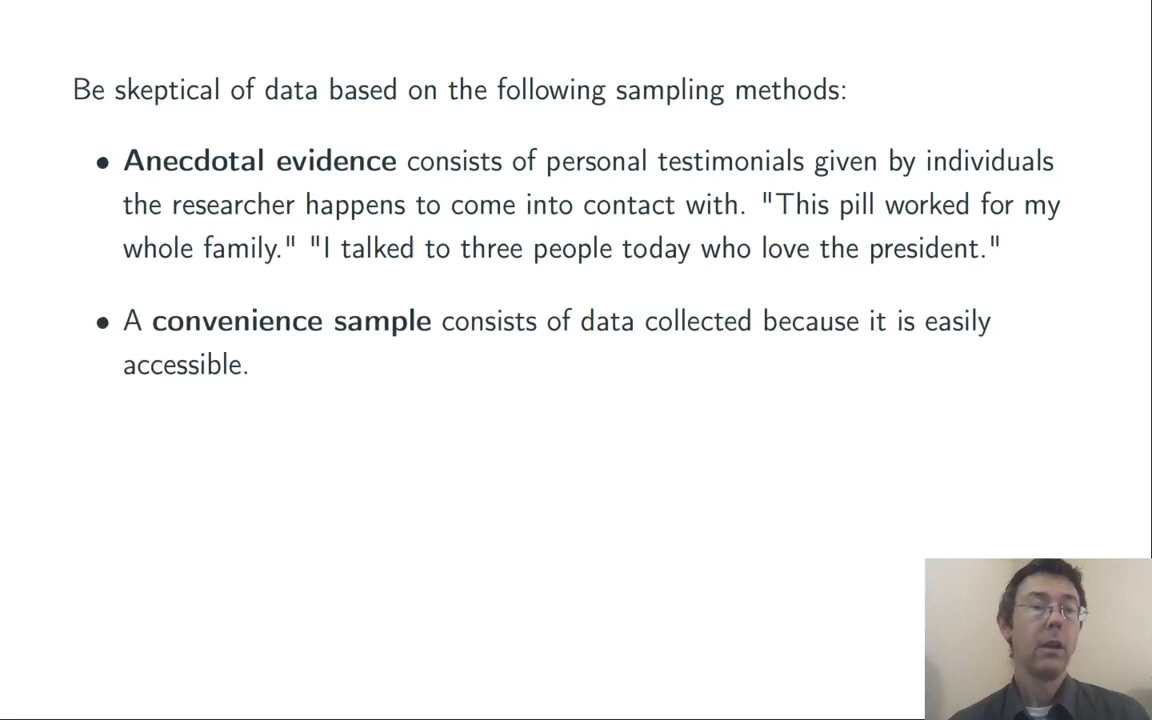 Be skeptical of data based on the following sampling methods:
• Anecdotal evidence consists of personal testimonials given by individuals
the researcher happens to come into contact with. "This pill worked for my
whole family." "I talked to three people today who love the president."
• A convenience sample consists of data collected because it is easily
accessible.